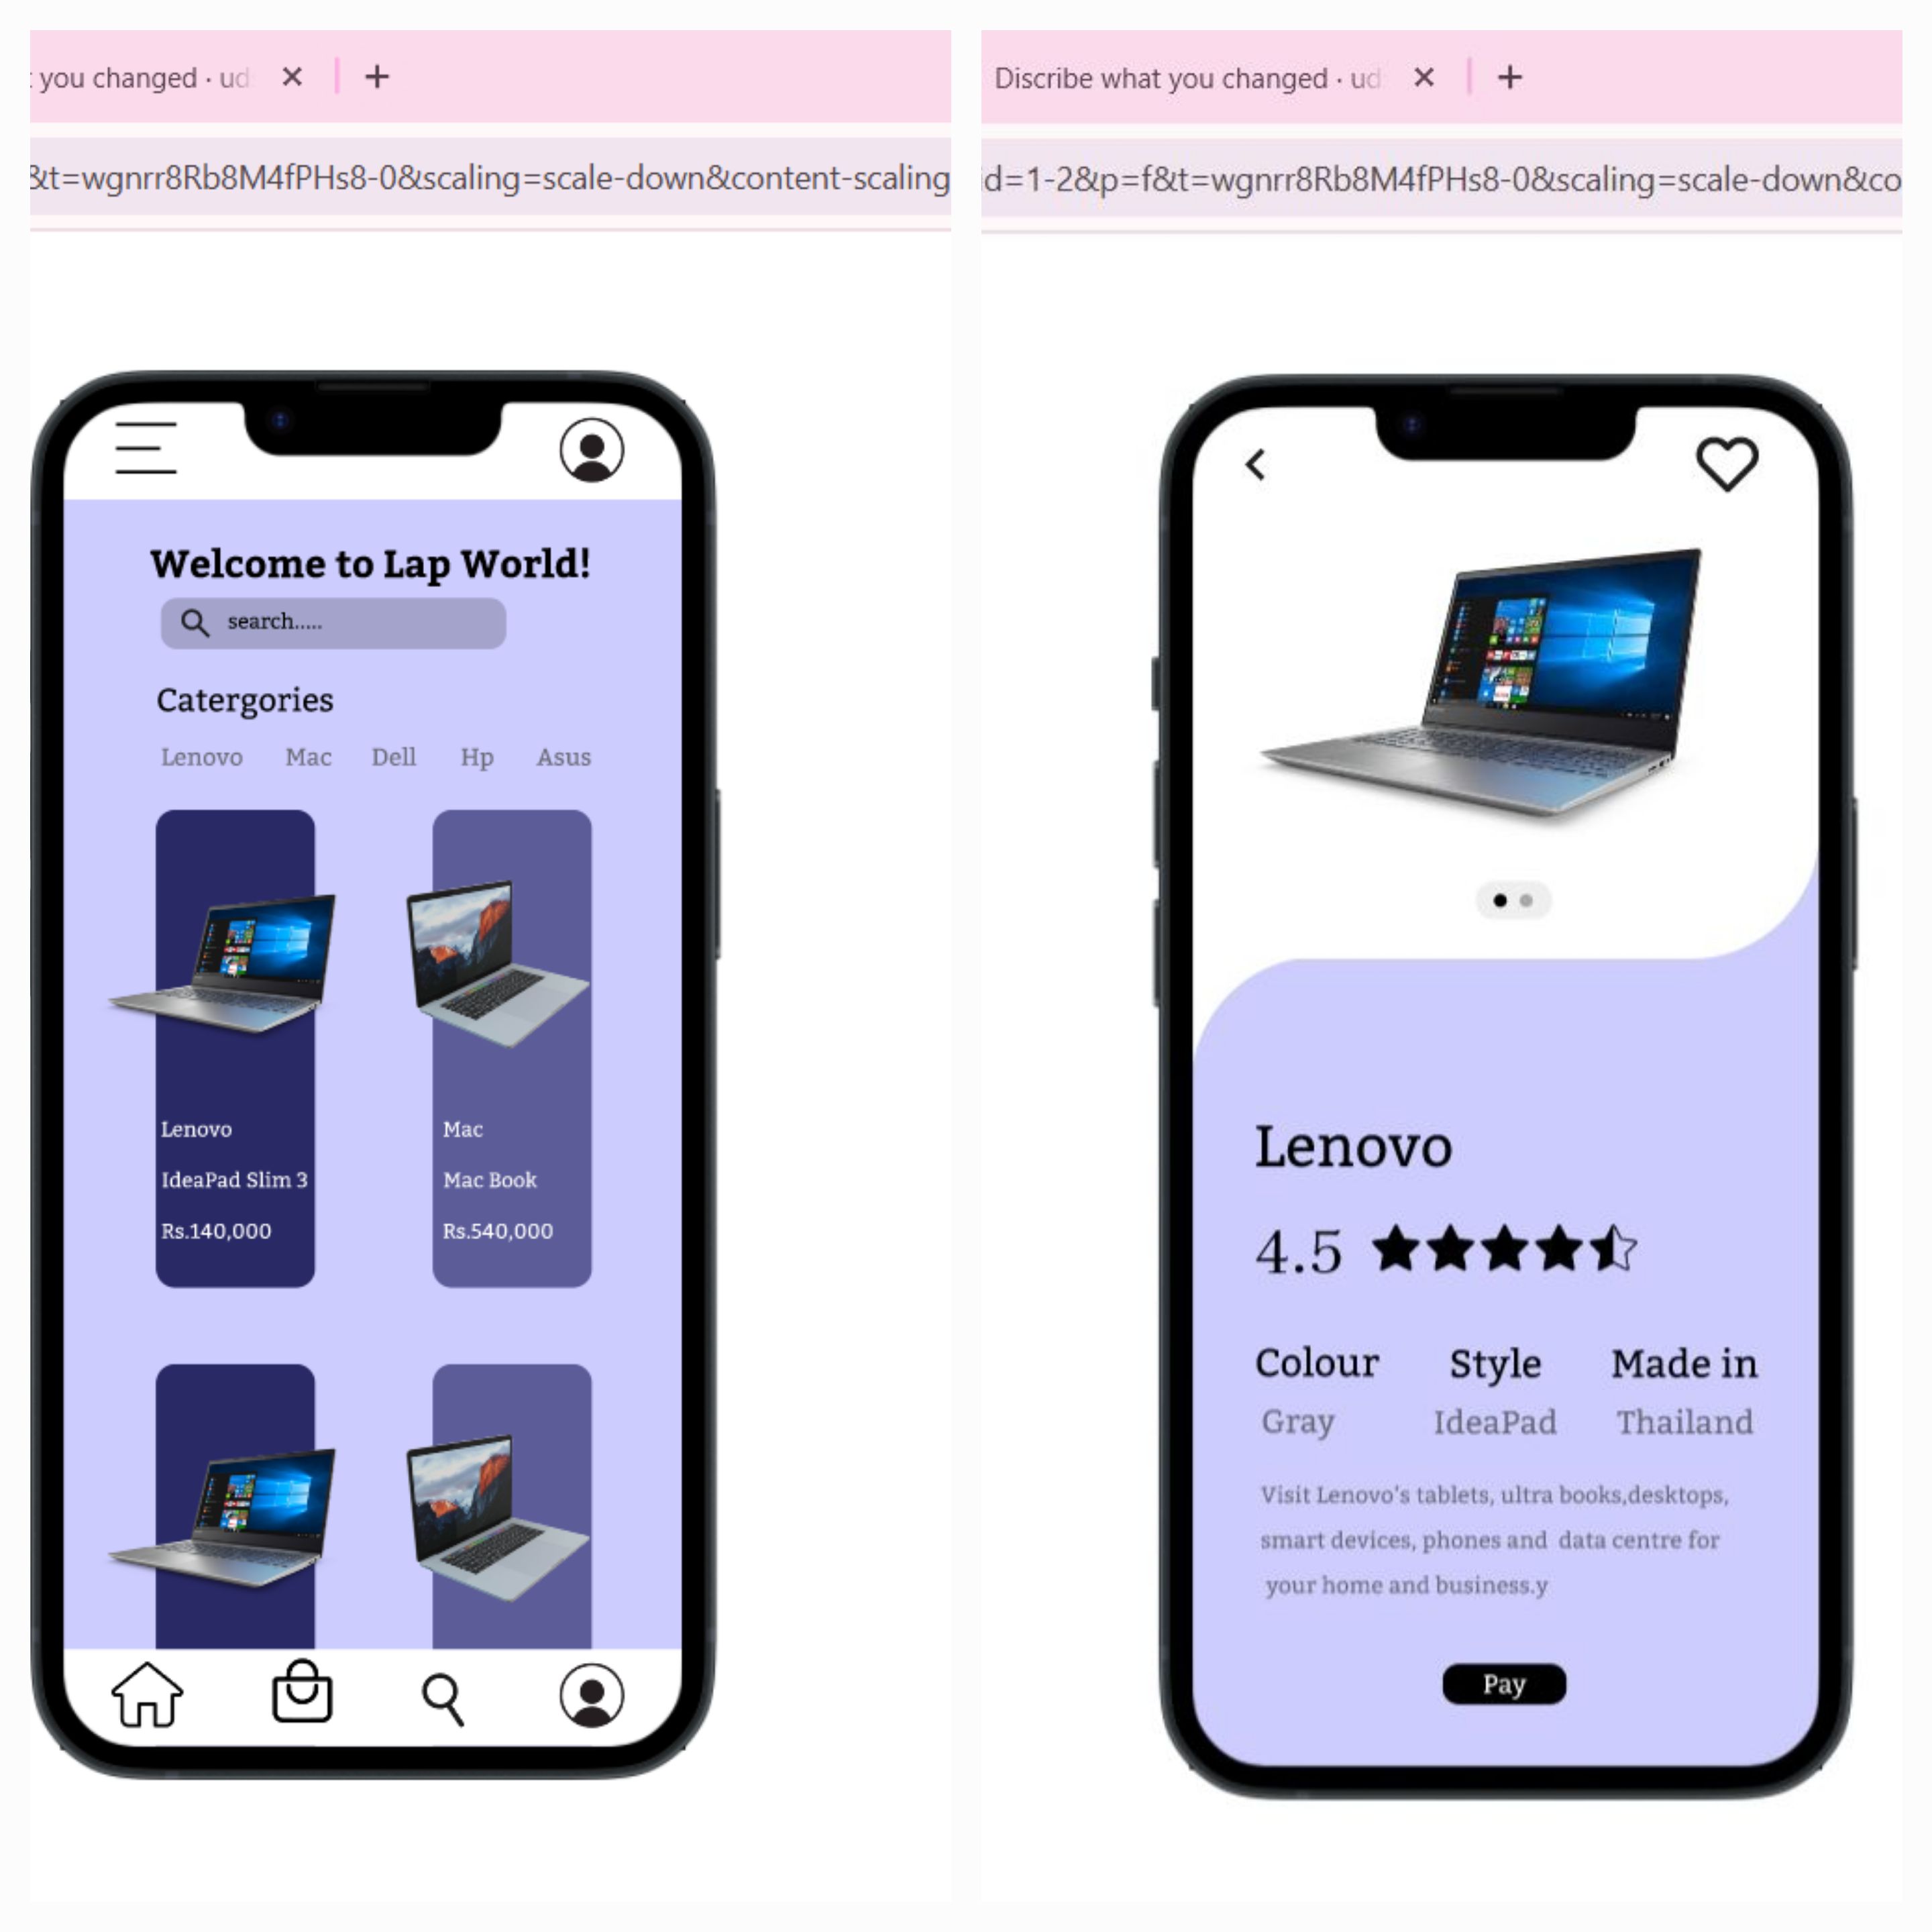 you changed · ud
&t=wgnrr8Rb8M4fPHs8-0&scaling=scale-down&content-scaling
Welcome to Lap World!
search.....
Catergories
Lenovo Mac Dell Hp Asus
Lenovo
IdeaPad Slim 3
Rs.140,000
Mac
Mac Book
Rs.540,000
Discribe what you changed · ud
id=1-2&p=f&t=wgnrr8Rb8M4fPHs8-0&scaling=scale-down&co
Lenovo
4.5
Colour Style Made in
Gray IdeaPad Thailand
Visit Lenovo's tablets, ultra books,desktops,
smart devices, phones and data centre for
your home and business.y
Pay